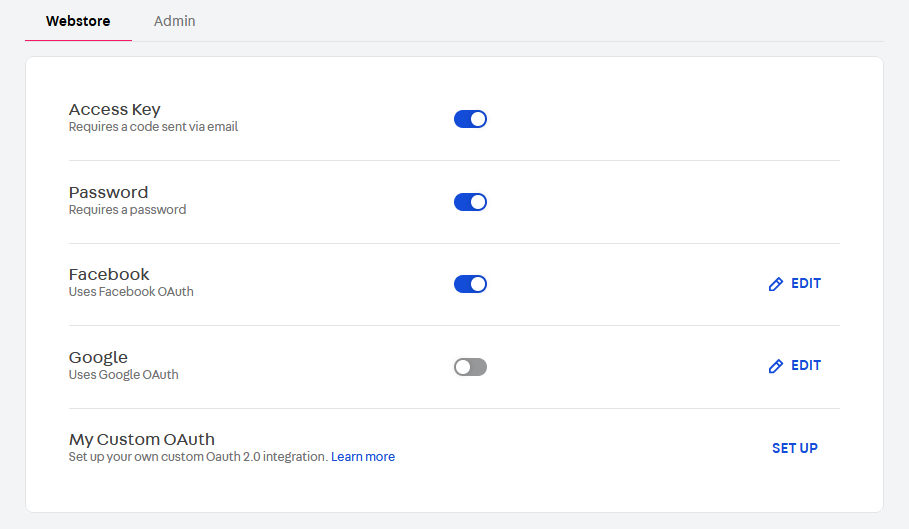 Webstore Admin
Access Key
Requires a code sent via email
Password
Requires a password
Facebook
Uses Facebook OAuth
EDIT
Google
Uses Google OAuth
EDIT
My Custom OAuth
Set up your own custom Oauth 2.0 integration. Learn more
SET UP